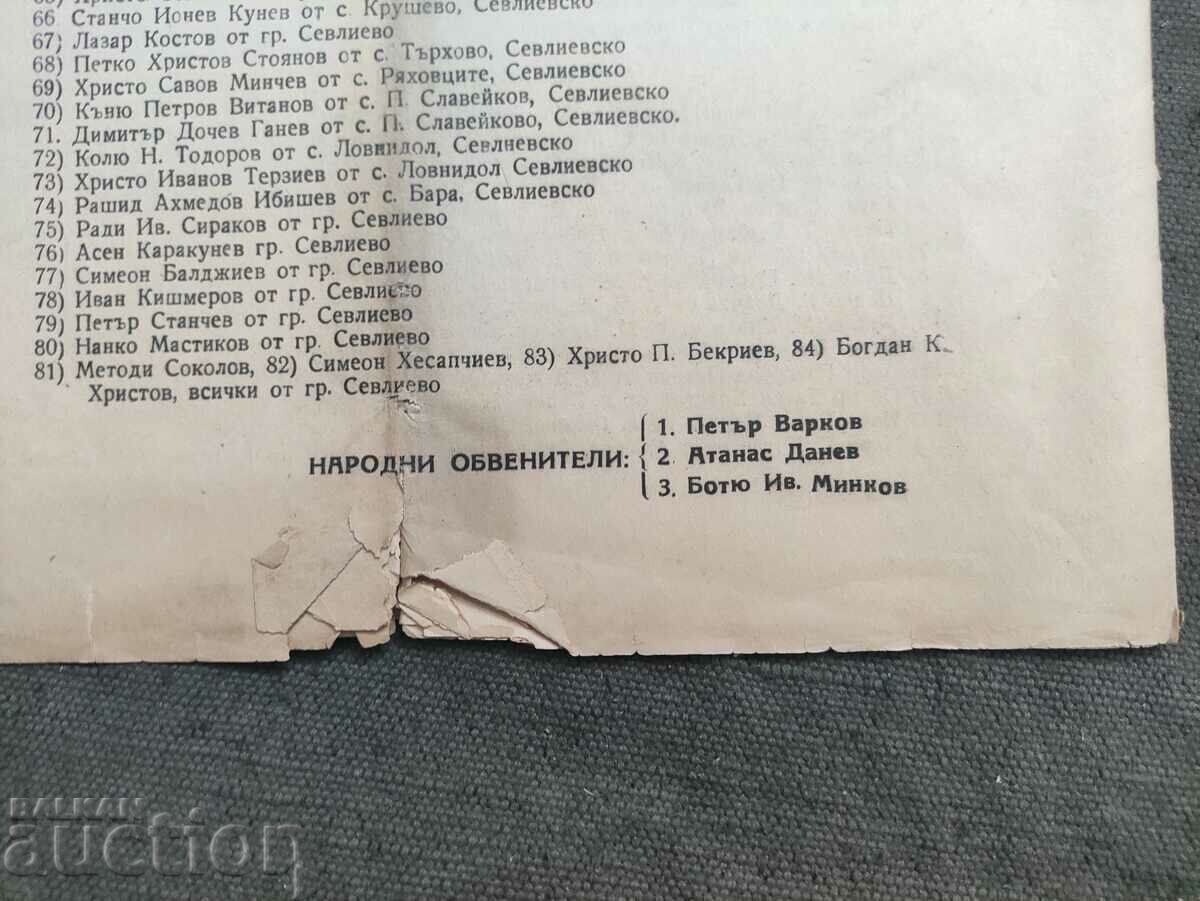 66. Станчо Ионев Кунев от с. Крушево, Севлиевско
67) Лазар Костов от гр. Севлиево
68) Петко Христов Стоянов от с. Търхово, Севлиевско
69) Христо Савов Минчев от с. Ряховците, Севлиевско
70) Къню Петров Витанов от с. П. Славейков, Севлиевско
71. Димитър Дочев Ганев от с. П. Славейково, Севлиевско.
72) Колю Н. Тодоров от с. Ловнидол, Севлиевско
73) Христо Иванов Терзиев от с. Ловнидол Севлиевско
74) Рашид Ахмедов Ибишев от с. Бара, Севлиевско
75) Ради Ив. Сираков от гр. Севлиево
76) Асен Каракунев гр. Севлиево
77) Симеон Балджиев от гр. Севлиево
78) Иван Кишмеров от гр. Севлиево
79) Петър Станчев от гр. Севлиево
80) Нанко Мастиков от гр. Севлиево
81) Методи Соколов, 82) Симеон Хесапчиев, 83) Христо П. Бекриев, 84) Богдан К.
Христов, всички от гр. Севлиево
НАРОДНИ ОБВЕНИТЕЛИ:
1. Петър Варков
2. Атанас Данев
3. Ботю Ив. Минков
BALKAN
auction